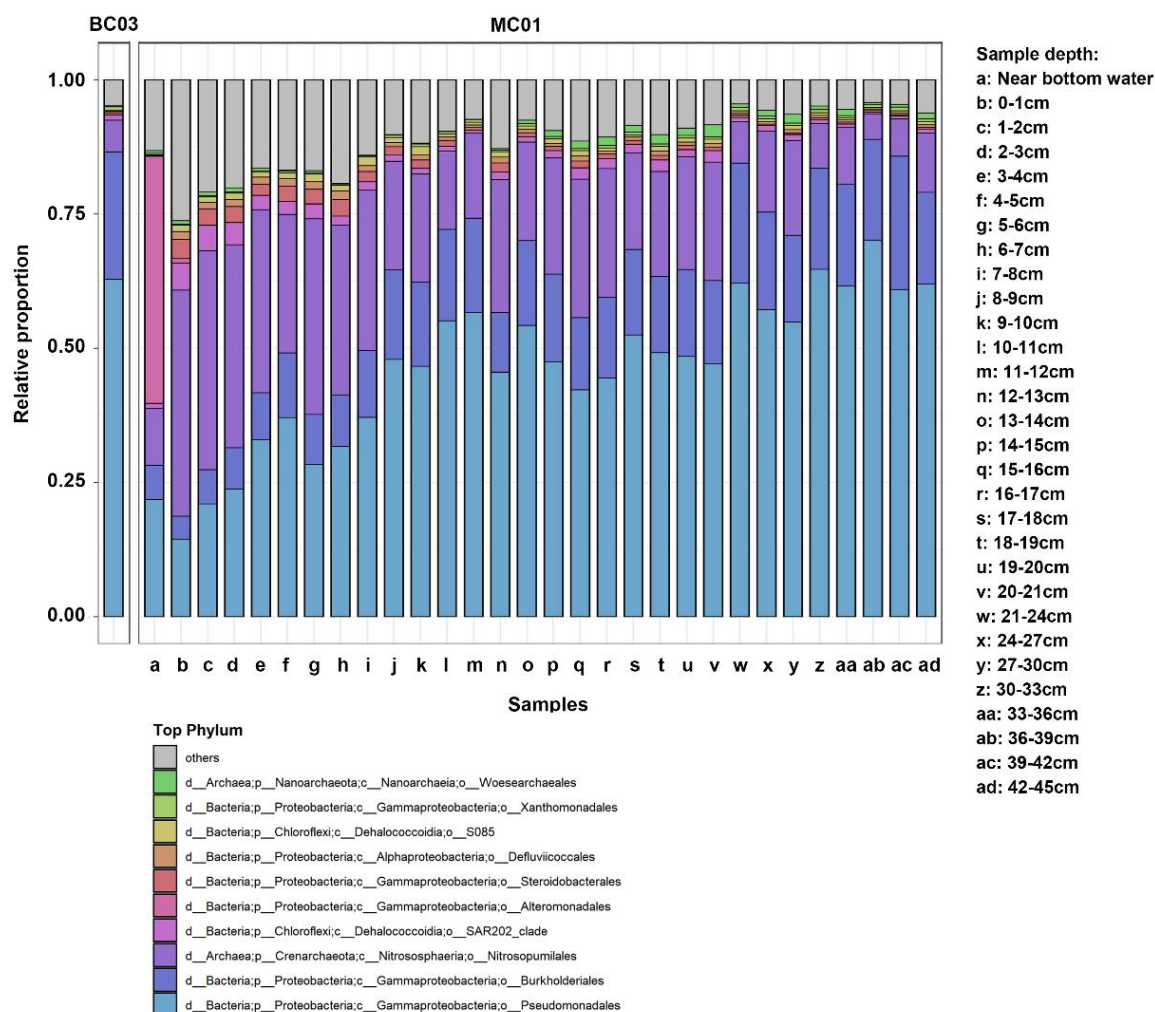 BC03 MC01
1.00
0.75
0.50
0.25
0.00
Relative proportion
a b c d e f g h i j k l m n o p q r s t u v w x y z aa ab ac ad
Samples
Sample depth:
a: Near bottom water
b: 0-1cm
c: 1-2cm
d: 2-3cm
e: 3-4cm
f: 4-5cm
g: 5-6cm
h: 6-7cm
i: 7-8cm
j: 8-9cm
k: 9-10cm
l: 10-11cm
m: 11-12cm
n: 12-13cm
o: 13-14cm
p: 14-15cm
q: 15-16cm
r: 16-17cm
s: 17-18cm
t: 18-19cm
u: 19-20cm
v: 20-21cm
w: 21-24cm
x: 24-27cm
y: 27-30cm
z: 30-33cm
aa: 33-36cm
ab: 36-39cm
ac: 39-42cm
ad: 42-45cm
Top Phylum
others
d__Archaea;p__Nanoarchaeota;c__Nanoarchaeia;o__Woesearchaeales
d__Bacteria;p__Proteobacteria;c__Gammaproteobacteria;o__Xanthomonadales
d__Bacteria;p__Chloroflexi;c__Dehalococcoidia;o__S085
d__Bacteria;p__Proteobacteria;c__Alphaproteobacteria;o__Defluviicoccales
d__Bacteria;p__Proteobacteria;c__Gammaproteobacteria;o__Steroidobacterales
d__Bacteria;p__Proteobacteria;c__Gammaproteobacteria;o__Alteromonadales
d__Bacteria;p__Chloroflexi;c__Dehalococcoidia;o__SAR202_clade
d__Archaea;p__Crenarchaeota;c__Nitrososphaeria;o__Nitrosopumilales
d__Bacteria;p__Proteobacteria;c__Gammaproteobacteria;o__Burkholderiales
d__Bacteria;p__Proteobacteria;c__Gammaproteobacteria;o__Pseudomonadales